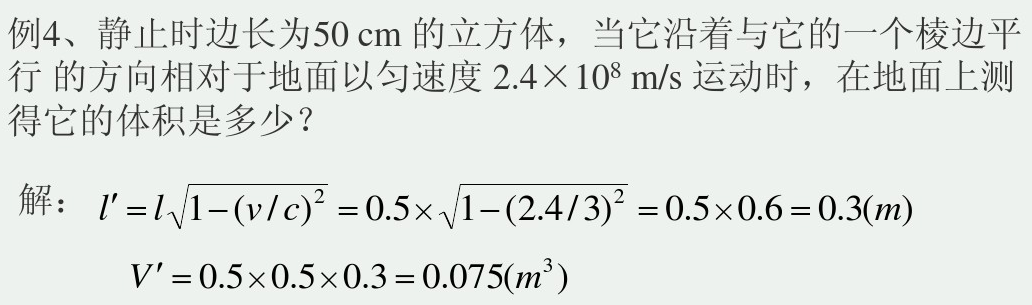 例4、静止时边长为50 cm 的立方体，当它沿着与它的一个棱边平
行 的方向相对于地面以匀速度 2.4×10⁸ m/s 运动时，在地面上测
得它的体积是多少？
解： l′=l√(1−(v/c)²) =0.5×√(1−(2.4/3)²) =0.5×0.6=0.3(m)
V′=0.5×0.5×0.3=0.075(m³)